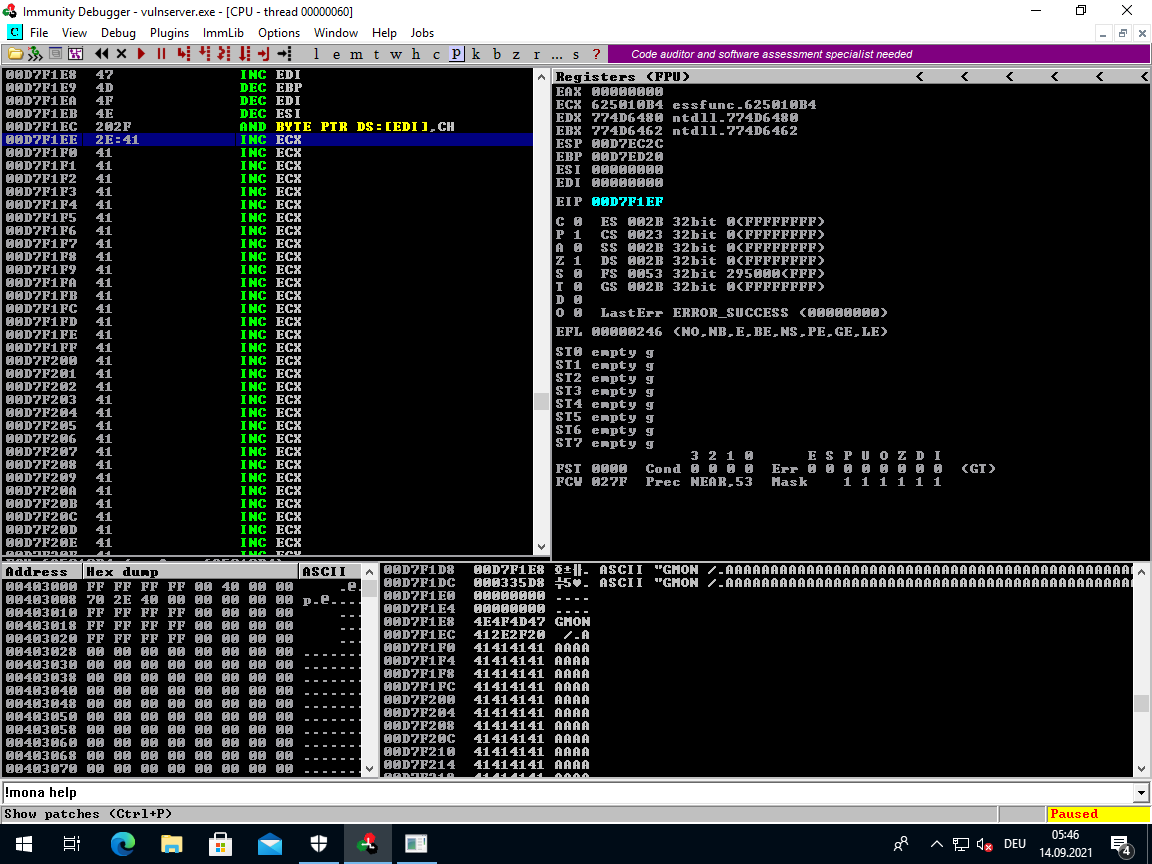 Immunity Debugger - vulnserver.exe - [CPU - thread 00000060]
C File View Debug Plugins ImmLib Options Window Help Jobs
l e m t w h c p k b z r ... s ? Code auditor and software assessment specialist needed
00D7F1E8 47 INC EDI
00D7F1E9 4D DEC EBP
00D7F1EA 4F DEC EDI
00D7F1EB 4E DEC ESI
00D7F1EC 202F AND BYTE PTR DS:[EDI],CH
00D7F1EE 2E:41 INC ECX
00D7F1F0 41 INC ECX
00D7F1F1 41 INC ECX
00D7F1F2 41 INC ECX
00D7F1F3 41 INC ECX
00D7F1F4 41 INC ECX
00D7F1F5 41 INC ECX
00D7F1F6 41 INC ECX
00D7F1F7 41 INC ECX
00D7F1F8 41 INC ECX
00D7F1F9 41 INC ECX
00D7F1FA 41 INC ECX
00D7F1FB 41 INC ECX
00D7F1FC 41 INC ECX
00D7F1FD 41 INC ECX
00D7F1FE 41 INC ECX
00D7F1FF 41 INC ECX
00D7F200 41 INC ECX
00D7F201 41 INC ECX
00D7F202 41 INC ECX
00D7F203 41 INC ECX
00D7F204 41 INC ECX
00D7F205 41 INC ECX
00D7F206 41 INC ECX
00D7F207 41 INC ECX
00D7F208 41 INC ECX
00D7F209 41 INC ECX
00D7F20A 41 INC ECX
00D7F20B 41 INC ECX
00D7F20C 41 INC ECX
00D7F20D 41 INC ECX
00D7F20E 41 INC ECX
Registers (FPU) < < < < < <
EAX 00000000
ECX 625010B4 essfunc.625010B4
EDX 774D6480 ntdll.774D6480
EBX 774D6462 ntdll.774D6462
ESP 00D7EC2C
EBP 00D7ED20
ESI 00000000
EDI 00000000
EIP 00D7F1EF
C 0 ES 002B 32bit 0(FFFFFFFF)
P 1 CS 0023 32bit 0(FFFFFFFF)
A 0 SS 002B 32bit 0(FFFFFFFF)
Z 1 DS 002B 32bit 0(FFFFFFFF)
S 0 FS 0053 32bit 295000(FFF)
T 0 GS 002B 32bit 0(FFFFFFFF)
D 0
O 0 LastErr ERROR_SUCCESS (00000000)
EFL 00000246 (NO,NB,E,BE,NS,PE,GE,LE)
ST0 empty g
ST1 empty g
ST2 empty g
ST3 empty g
ST4 empty g
ST5 empty g
ST6 empty g
ST7 empty g
3 2 1 0 E S P U O Z D I
FST 0000 Cond 0 0 0 0 Err 0 0 0 0 0 0 0 0 (GT)
FCW 027F Prec NEAR,53 Mask 1 1 1 1 1 1
Address Hex dump ASCII
00403000 FF FF FF FF 00 40 00 00 .@.
00403008 70 2E 40 00 00 00 00 00 p.@.....
00403010 FF FF FF FF 00 00 00 00 ...
00403018 FF FF FF FF 00 00 00 00 ...
00403020 FF FF FF FF 00 00 00 00 ...
00403028 00 00 00 00 00 00 00 00 .......
00403030 00 00 00 00 00 00 00 00 .......
00403038 00 00 00 00 00 00 00 00 .......
00403040 00 00 00 00 00 00 00 00 .......
00403048 00 00 00 00 00 00 00 00 .......
00403050 00 00 00 00 00 00 00 00 .......
00403058 00 00 00 00 00 00 00 00 .......
00403060 00 00 00 00 00 00 00 00 .......
00403068 00 00 00 00 00 00 00 00 .......
00403070 00 00 00 00 00 00 00 00 .......
00D7F1D8 00D7F1E8 ASCII "GMON /.AAAAAAAAAAAAAAAAAAAAAAAAAAAAAAAAAAAAAAAAAAAAA
00D7F1DC 000335D8 ASCII "GMON /.AAAAAAAAAAAAAAAAAAAAAAAAAAAAAAAAAAAAAAAAAAAAA
00D7F1E0 00000000 ....
00D7F1E4 00000000 ....
00D7F1E8 4E4F4D47 GMON
00D7F1EC 412E2F20 /.A
00D7F1F0 41414141 AAAA
00D7F1F4 41414141 AAAA
00D7F1F8 41414141 AAAA
00D7F1FC 41414141 AAAA
00D7F200 41414141 AAAA
00D7F204 41414141 AAAA
00D7F208 41414141 AAAA
00D7F20C 41414141 AAAA
00D7F210 41414141 AAAA
00D7F214 41414141 AAAA
!mona help
Show patches (Ctrl+P) Paused
DEU 05:46
14.09.2021
4